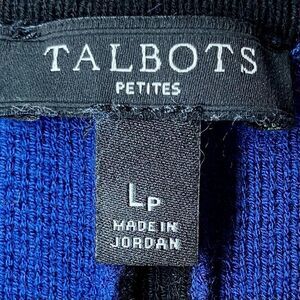 TALBOTS
PETITES
LP
MADE IN
JORDAN